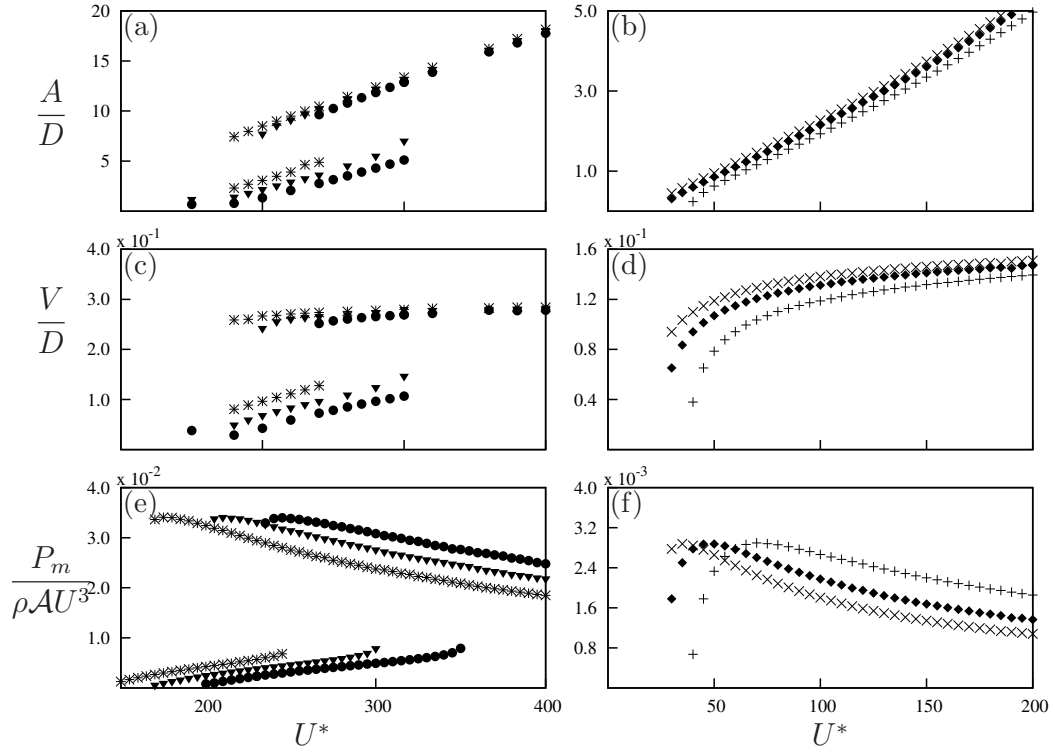 20 (a) 5.0 (b)
15
A/D 10 3.0
5 1.0
x 10⁻¹ x 10⁻¹
4.0 (c) 1.6 (d)
3.0 1.2
V/D
2.0 0.8
1.0 0.4
x 10⁻² x 10⁻³
4.0 (e) 4.0 (f)
3.0 3.2
P_m/ρ𝒜U³ 2.4
2.0 1.6
1.0 0.8
200 300 400 50 100 150 200
U* U*